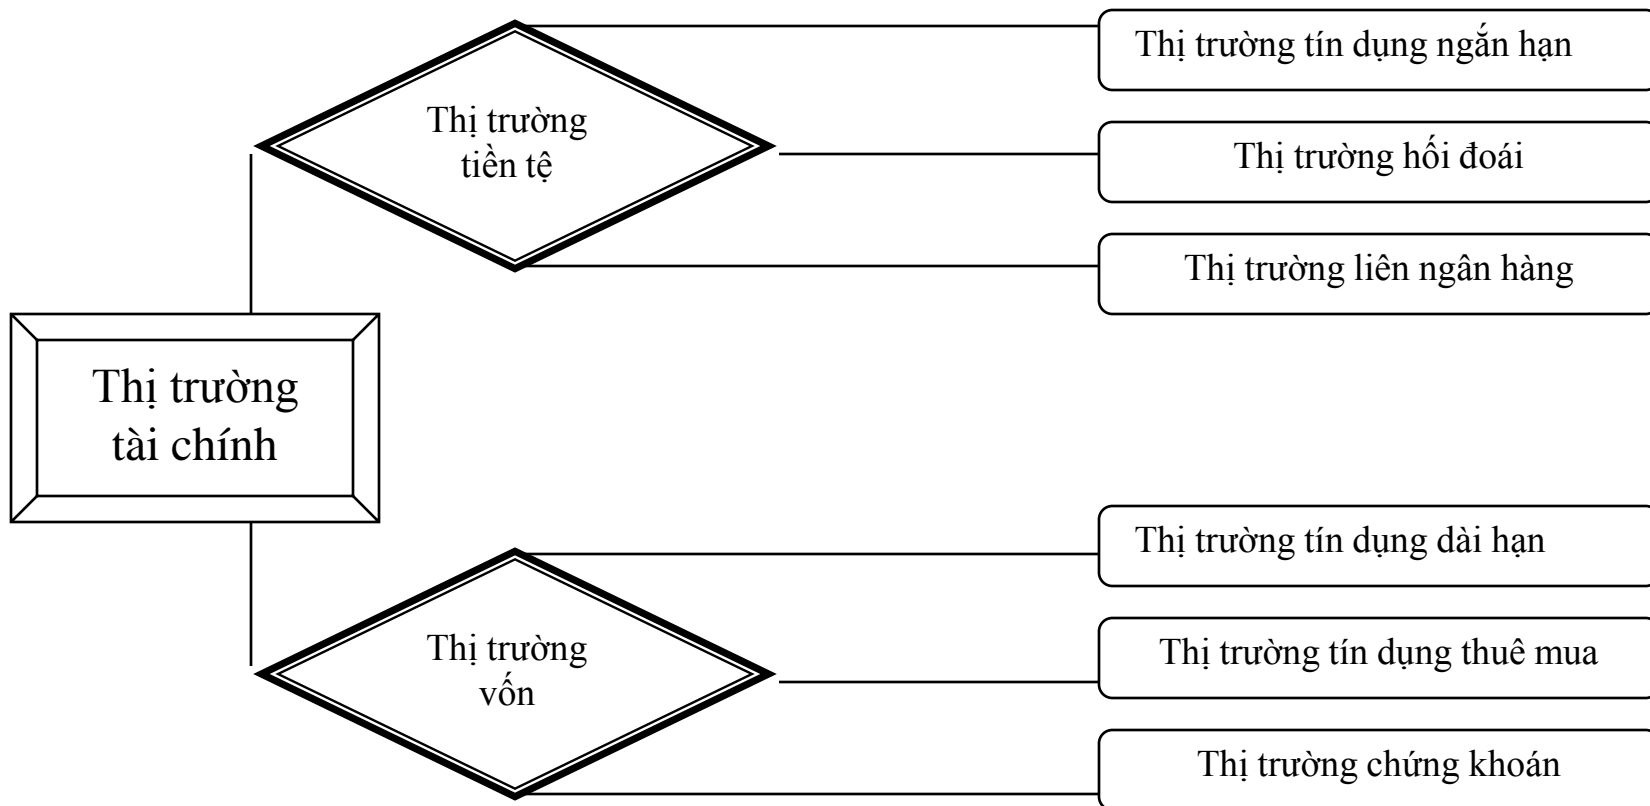 Thị trường tín dụng ngắn hạn
Thị trường
tiền tệ
Thị trường hối đoái
Thị trường liên ngân hàng
Thị trường
tài chính
Thị trường tín dụng dài hạn
Thị trường
vốn
Thị trường tín dụng thuê mua
Thị trường chứng khoán